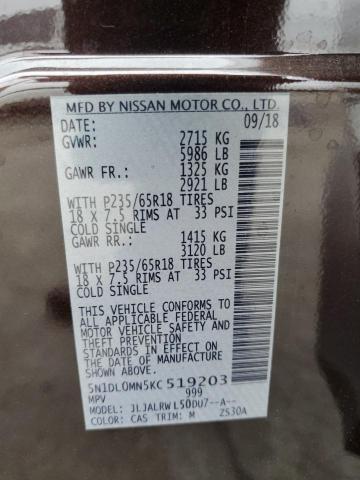 MFD BY NISSAN MOTOR CO., LTD.
DATE: 09/18
GVWR: 2715 KG
5986 LB
GAWR FR.: 1325 KG
2921 LB
WITH P235/65R18 TIRES
18 X 7.5 RIMS AT 33 PSI
COLD SINGLE
GAWR RR.: 1415 KG
3120 LB
WITH P235/65R18 TIRES
18 X 7.5 RIMS AT 33 PSI
COLD SINGLE
THIS VEHICLE CONFORMS TO
ALL APPLICABLE FEDERAL
MOTOR VEHICLE SAFETY AND
THEFT PREVENTION
STANDARDS IN EFFECT ON
THE DATE OF MANUFACTURE
SHOWN ABOVE.
5N1DL0MN5KC519203
MPV 999
MODEL: JLJALRW L50DU7--A--
COLOR: CAS TRIM: M ZS30A